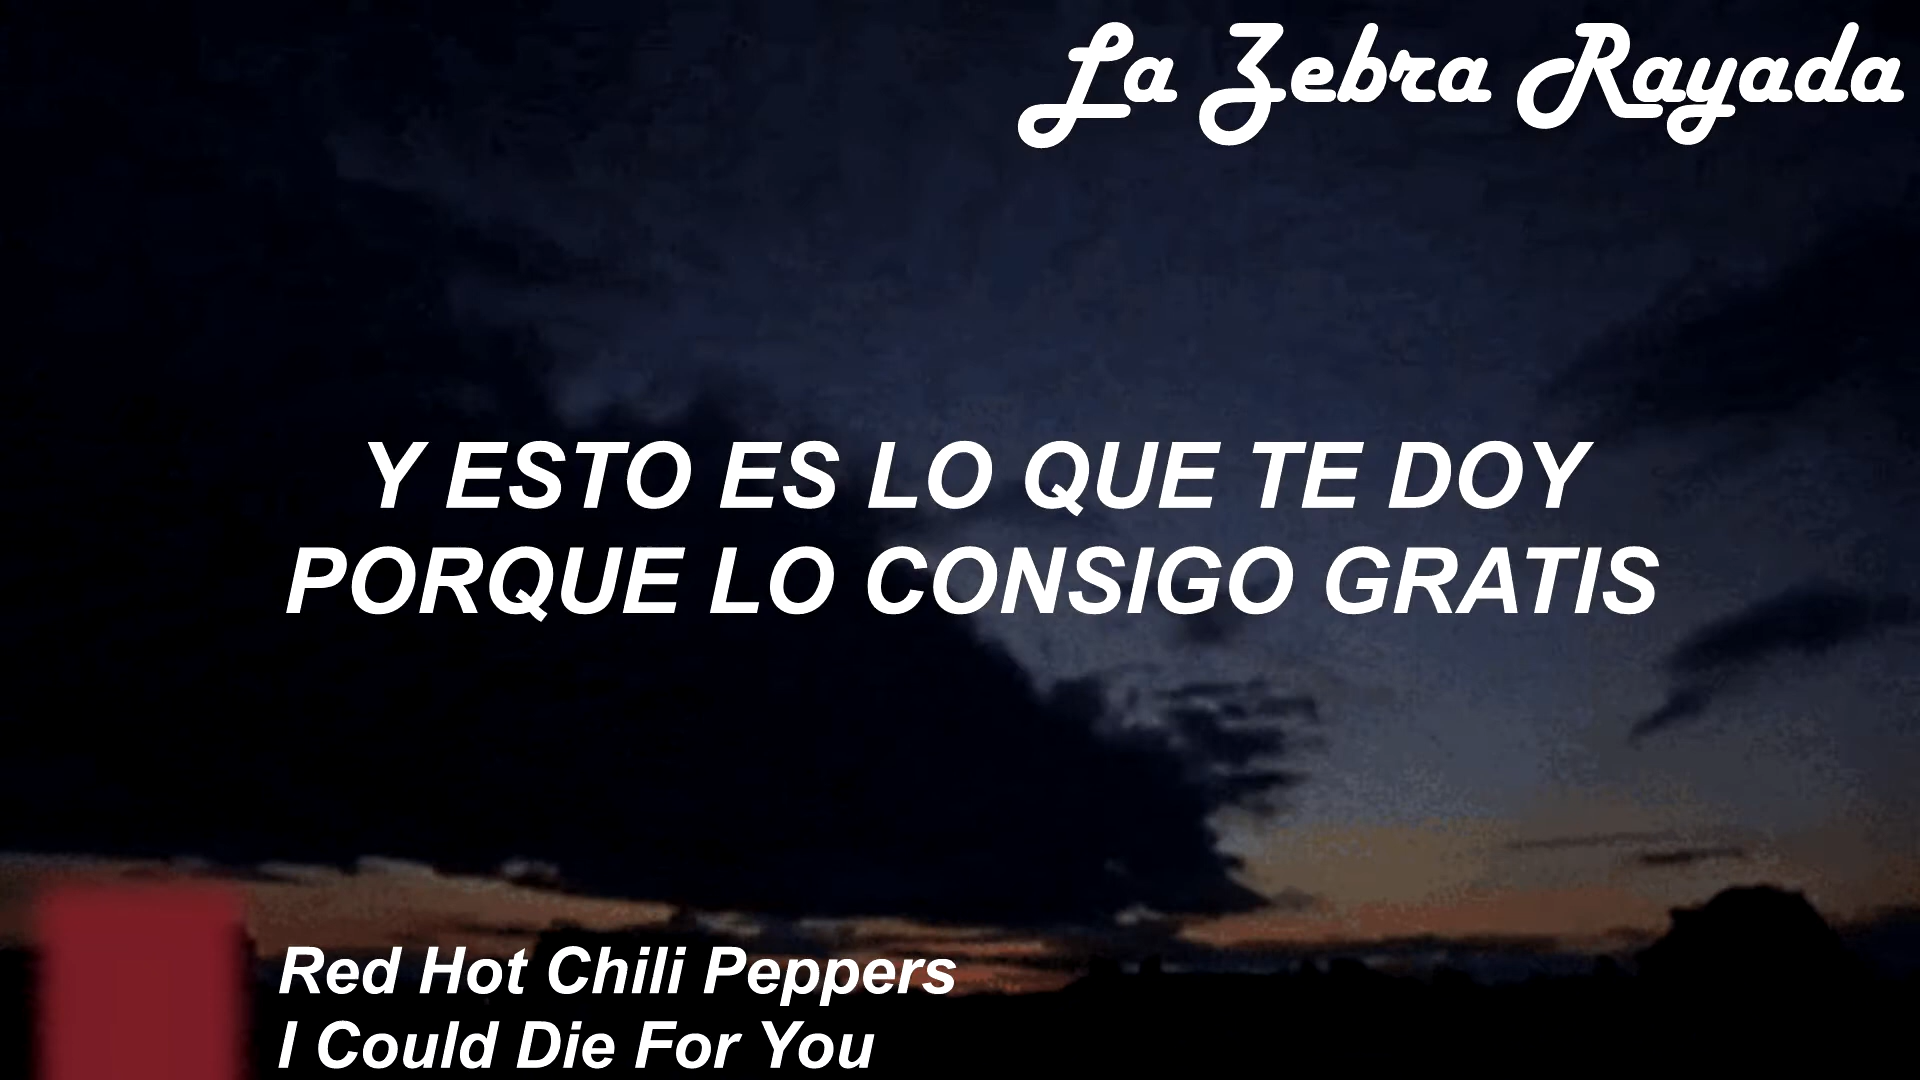 La Zebra Rayada
Y ESTO ES LO QUE TE DOY
PORQUE LO CONSIGO GRATIS
Red Hot Chili Peppers
I Could Die For You